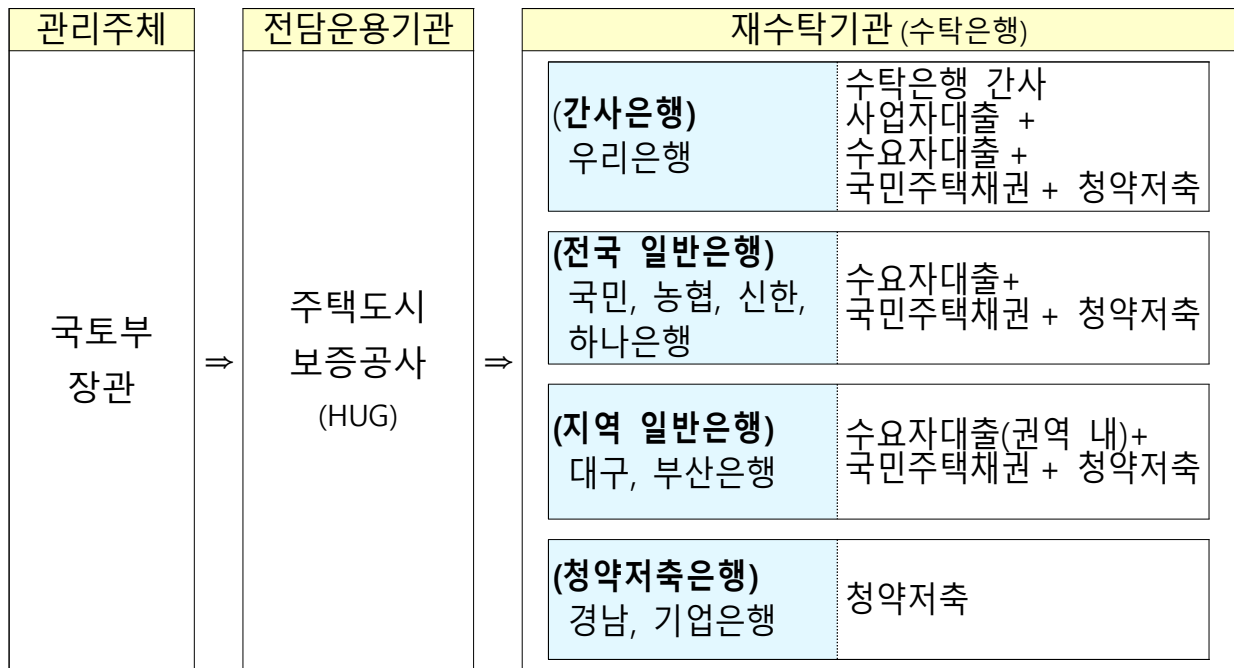 관리주체
⇒
전담운용기관
⇒
재수탁기관 (수탁은행)
국토부
장관
주택도시
보증공사
(HUG)
(간사은행)
우리은행
수탁은행 간사
사업자대출 +
수요자대출 +
국민주택채권 + 청약저축
(전국 일반은행)
국민, 농협, 신한,
하나은행
수요자대출+
국민주택채권 + 청약저축
(지역 일반은행)
대구, 부산은행
수요자대출(권역 내)+
국민주택채권 + 청약저축
(청약저축은행)
경남, 기업은행
청약저축